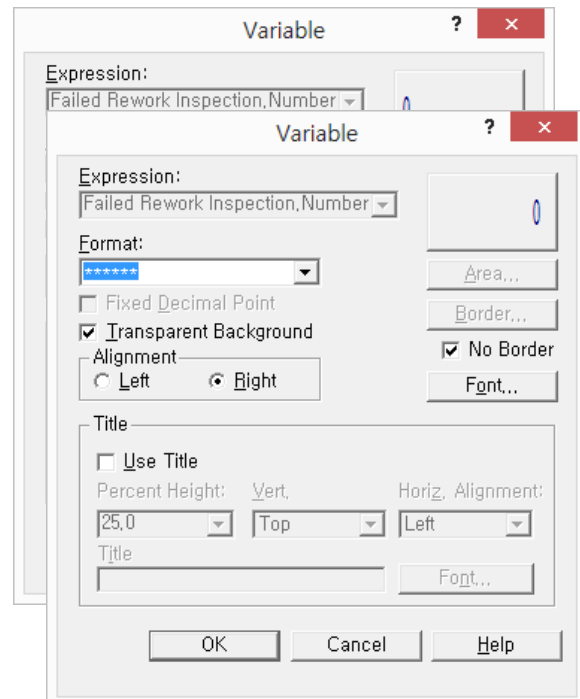 Variable ?
Expression:
Failed Rework Inspection,Number
0
Variable ?
Expression:
Failed Rework Inspection,Number
0
Format:
******
Area...
Fixed Decimal Point
Border...
Transparent Background
No Border
Alignment
Left Right
Font...
Title
Use Title
Percent Height: Vert, Horiz, Alignment:
25,0 Top Left
Title
Font...
OK Cancel Help